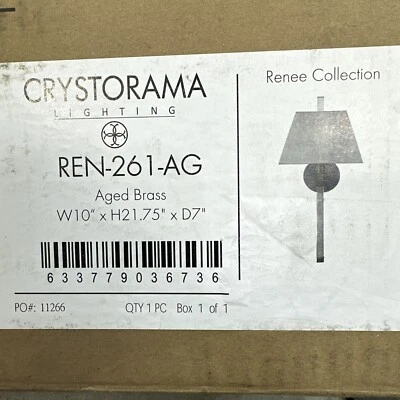 CRYSTORAMA
LIGHTING
REN-261-AG
Aged Brass
W10" x H21.75" x D7"
633779036736
PO#: 11266 QTY 1 PC Box 1 of 1
Renee Collection